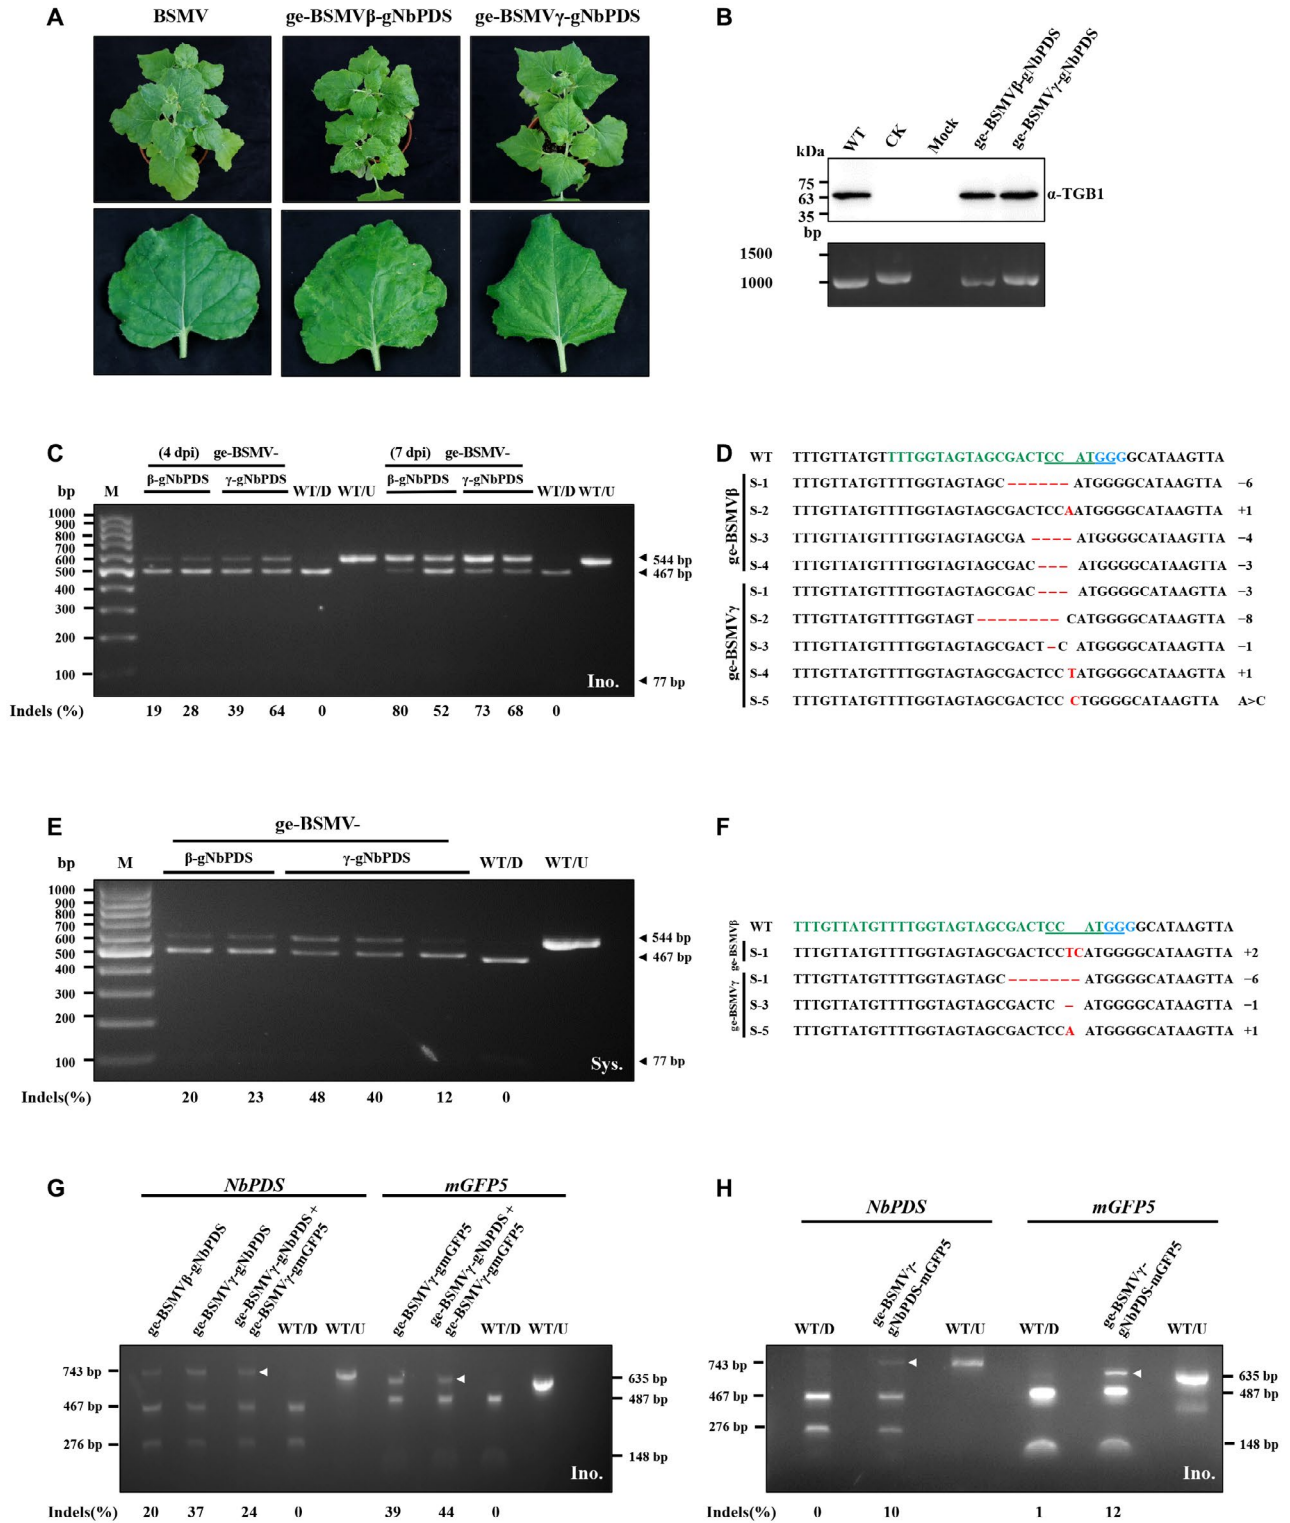 A
BSMV
ge-BSMVβ-gNbPDS
ge-BSMVγ-gNbPDS
B
WT
CK
Mock
ge-BSMVβ-gNbPDS
ge-BSMVγ-gNbPDS
kDa
75
63
35
α-TGB1
bp
1500
1000
C
(4 dpi) ge-BSMV-
(7 dpi) ge-BSMV-
β-gNbPDS γ-gNbPDS β-gNbPDS γ-gNbPDS
bp M WT/D WT/U WT/D WT/U
1000
900
800
700
600
500
400
300
200
100
544 bp
467 bp
77 bp
Ino.
Indels (%) 19 28 39 64 0 80 52 73 68 0
D
WT TTTGTTATGTTTTGGTAGTAGCGACTCC ATGGGGCATAAGTTA
ge-BSMVβ
S-1 TTTGTTATGTTTTGGTAGTAGC ------ ATGGGGCATAAGTTA −6
S-2 TTTGTTATGTTTTGGTAGTAGCGACTCCAATGGGGCATAAGTTA +1
S-3 TTTGTTATGTTTTGGTAGTAGCGA ---- ATGGGGCATAAGTTA −4
S-4 TTTGTTATGTTTTGGTAGTAGCGAC --- ATGGGGCATAAGTTA −3
ge-BSMVγ
S-1 TTTGTTATGTTTTGGTAGTAGCGAC --- ATGGGGCATAAGTTA −3
S-2 TTTGTTATGTTTTGGTAGT-------- CATGGGGCATAAGTTA −8
S-3 TTTGTTATGTTTTGGTAGTAGCGACT -C ATGGGGCATAAGTTA −1
S-4 TTTGTTATGTTTTGGTAGTAGCGACTCC TATGGGGCATAAGTTA +1
S-5 TTTGTTATGTTTTGGTAGTAGCGACTCC CTGGGGCATAAGTTA A>C
E
ge-BSMV-
β-gNbPDS γ-gNbPDS
bp M WT/D WT/U
1000
900
800
700
600
500
400
300
200
100
544 bp
467 bp
77 bp
Sys.
Indels(%) 20 23 48 40 12 0
F
WT TTTGTTATGTTTTGGTAGTAGCGACTCC ATGGGGCATAAGTTA
ge-BSMVβ
S-1 TTTGTTATGTTTTGGTAGTAGCGACTCCTCATGGGGCATAAGTTA +2
ge-BSMVγ
S-1 TTTGTTATGTTTTGGTAGTAGC ------- ATGGGGCATAAGTTA −6
S-3 TTTGTTATGTTTTGGTAGTAGCGACTC - ATGGGGCATAAGTTA −1
S-5 TTTGTTATGTTTTGGTAGTAGCGACTCCA ATGGGGCATAAGTTA +1
G
NbPDS mGFP5
ge-BSMVβ-gNbPDS
ge-BSMVγ-gNbPDS
ge-BSMVγ-gNbPDS +
ge-BSMVγ-gmGFP5
WT/D
WT/U
ge-BSMVγ-gmGFP5
ge-BSMVγ-gNbPDS+
ge-BSMVγ-gmGFP5
WT/D
WT/U
743 bp
467 bp
276 bp
635 bp
487 bp
148 bp
Ino.
Indels(%) 20 37 24 0 39 44 0
H
NbPDS mGFP5
WT/D
ge-BSMVγ-
gNbPDS-mGFP5
WT/U
WT/D
ge-BSMVγ-
gNbPDS-mGFP5
WT/U
743 bp
467 bp
276 bp
635 bp
487 bp
148 bp
Ino.
Indels(%) 0 10 1 12